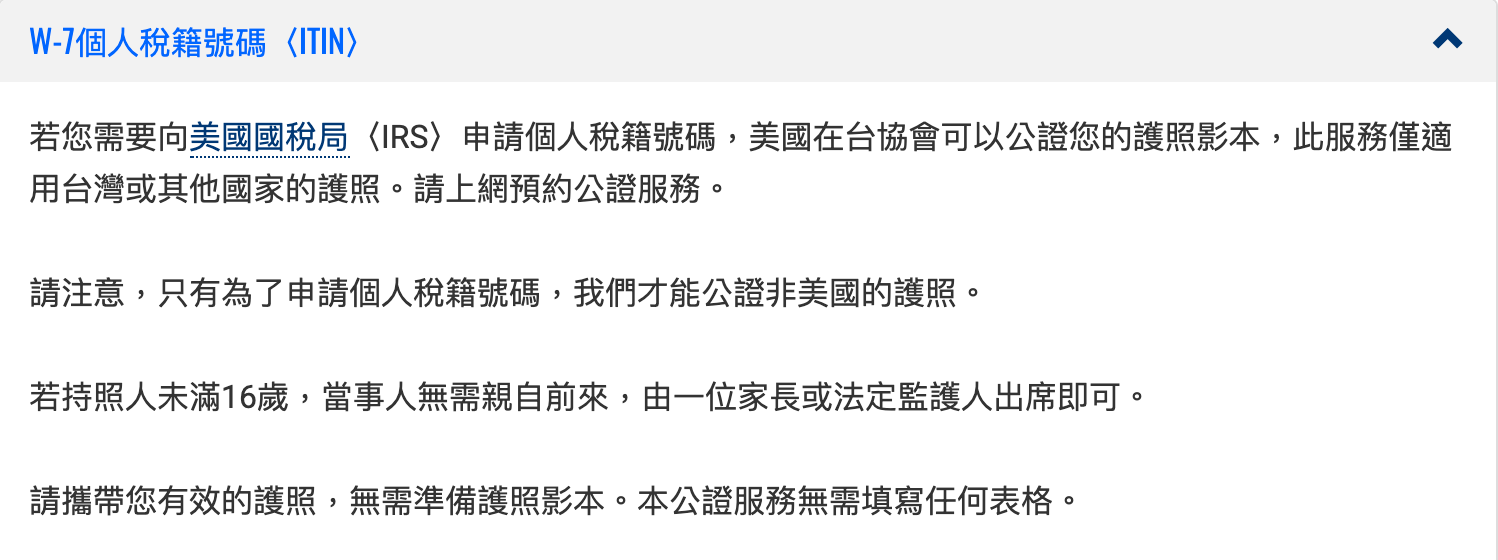 W-7個人稅籍號碼〈ITIN〉
若您需要向美國國稅局〈IRS〉申請個人稅籍號碼，美國在台協會可以公證您的護照影本，此服務僅適
用台灣或其他國家的護照。請上網預約公證服務。
請注意，只有為了申請個人稅籍號碼，我們才能公證非美國的護照。
若持照人未滿16歲，當事人無需親自前來，由一位家長或法定監護人出席即可。
請攜帶您有效的護照，無需準備護照影本。本公證服務無需填寫任何表格。